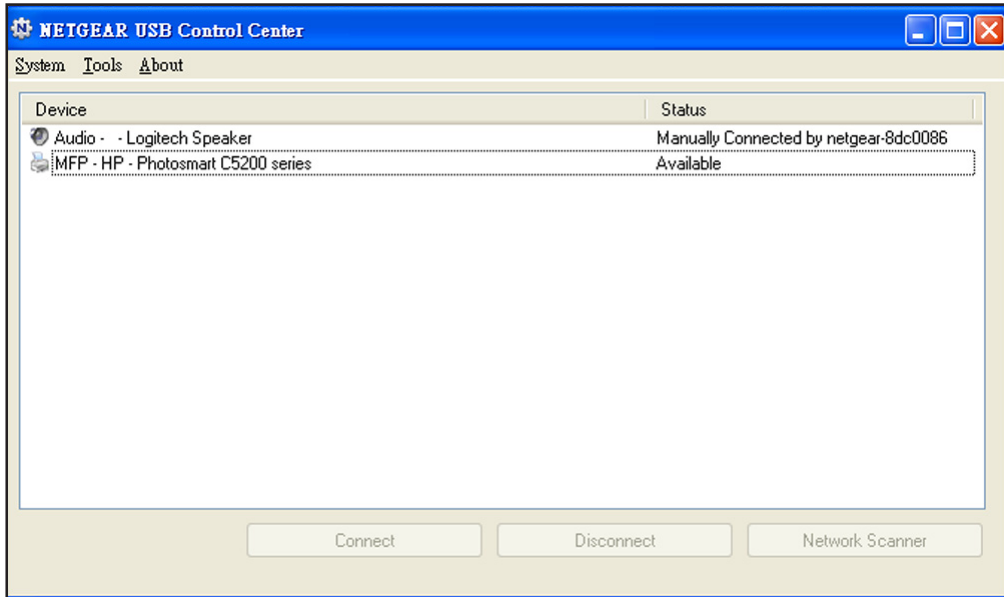 NETGEAR USB Control Center
System Tools About
Device Status
Audio - - Logitech Speaker Manually Connected by netgear-8dc0086
MFP - HP - Photosmart C5200 series Available
Connect Disconnect Network Scanner